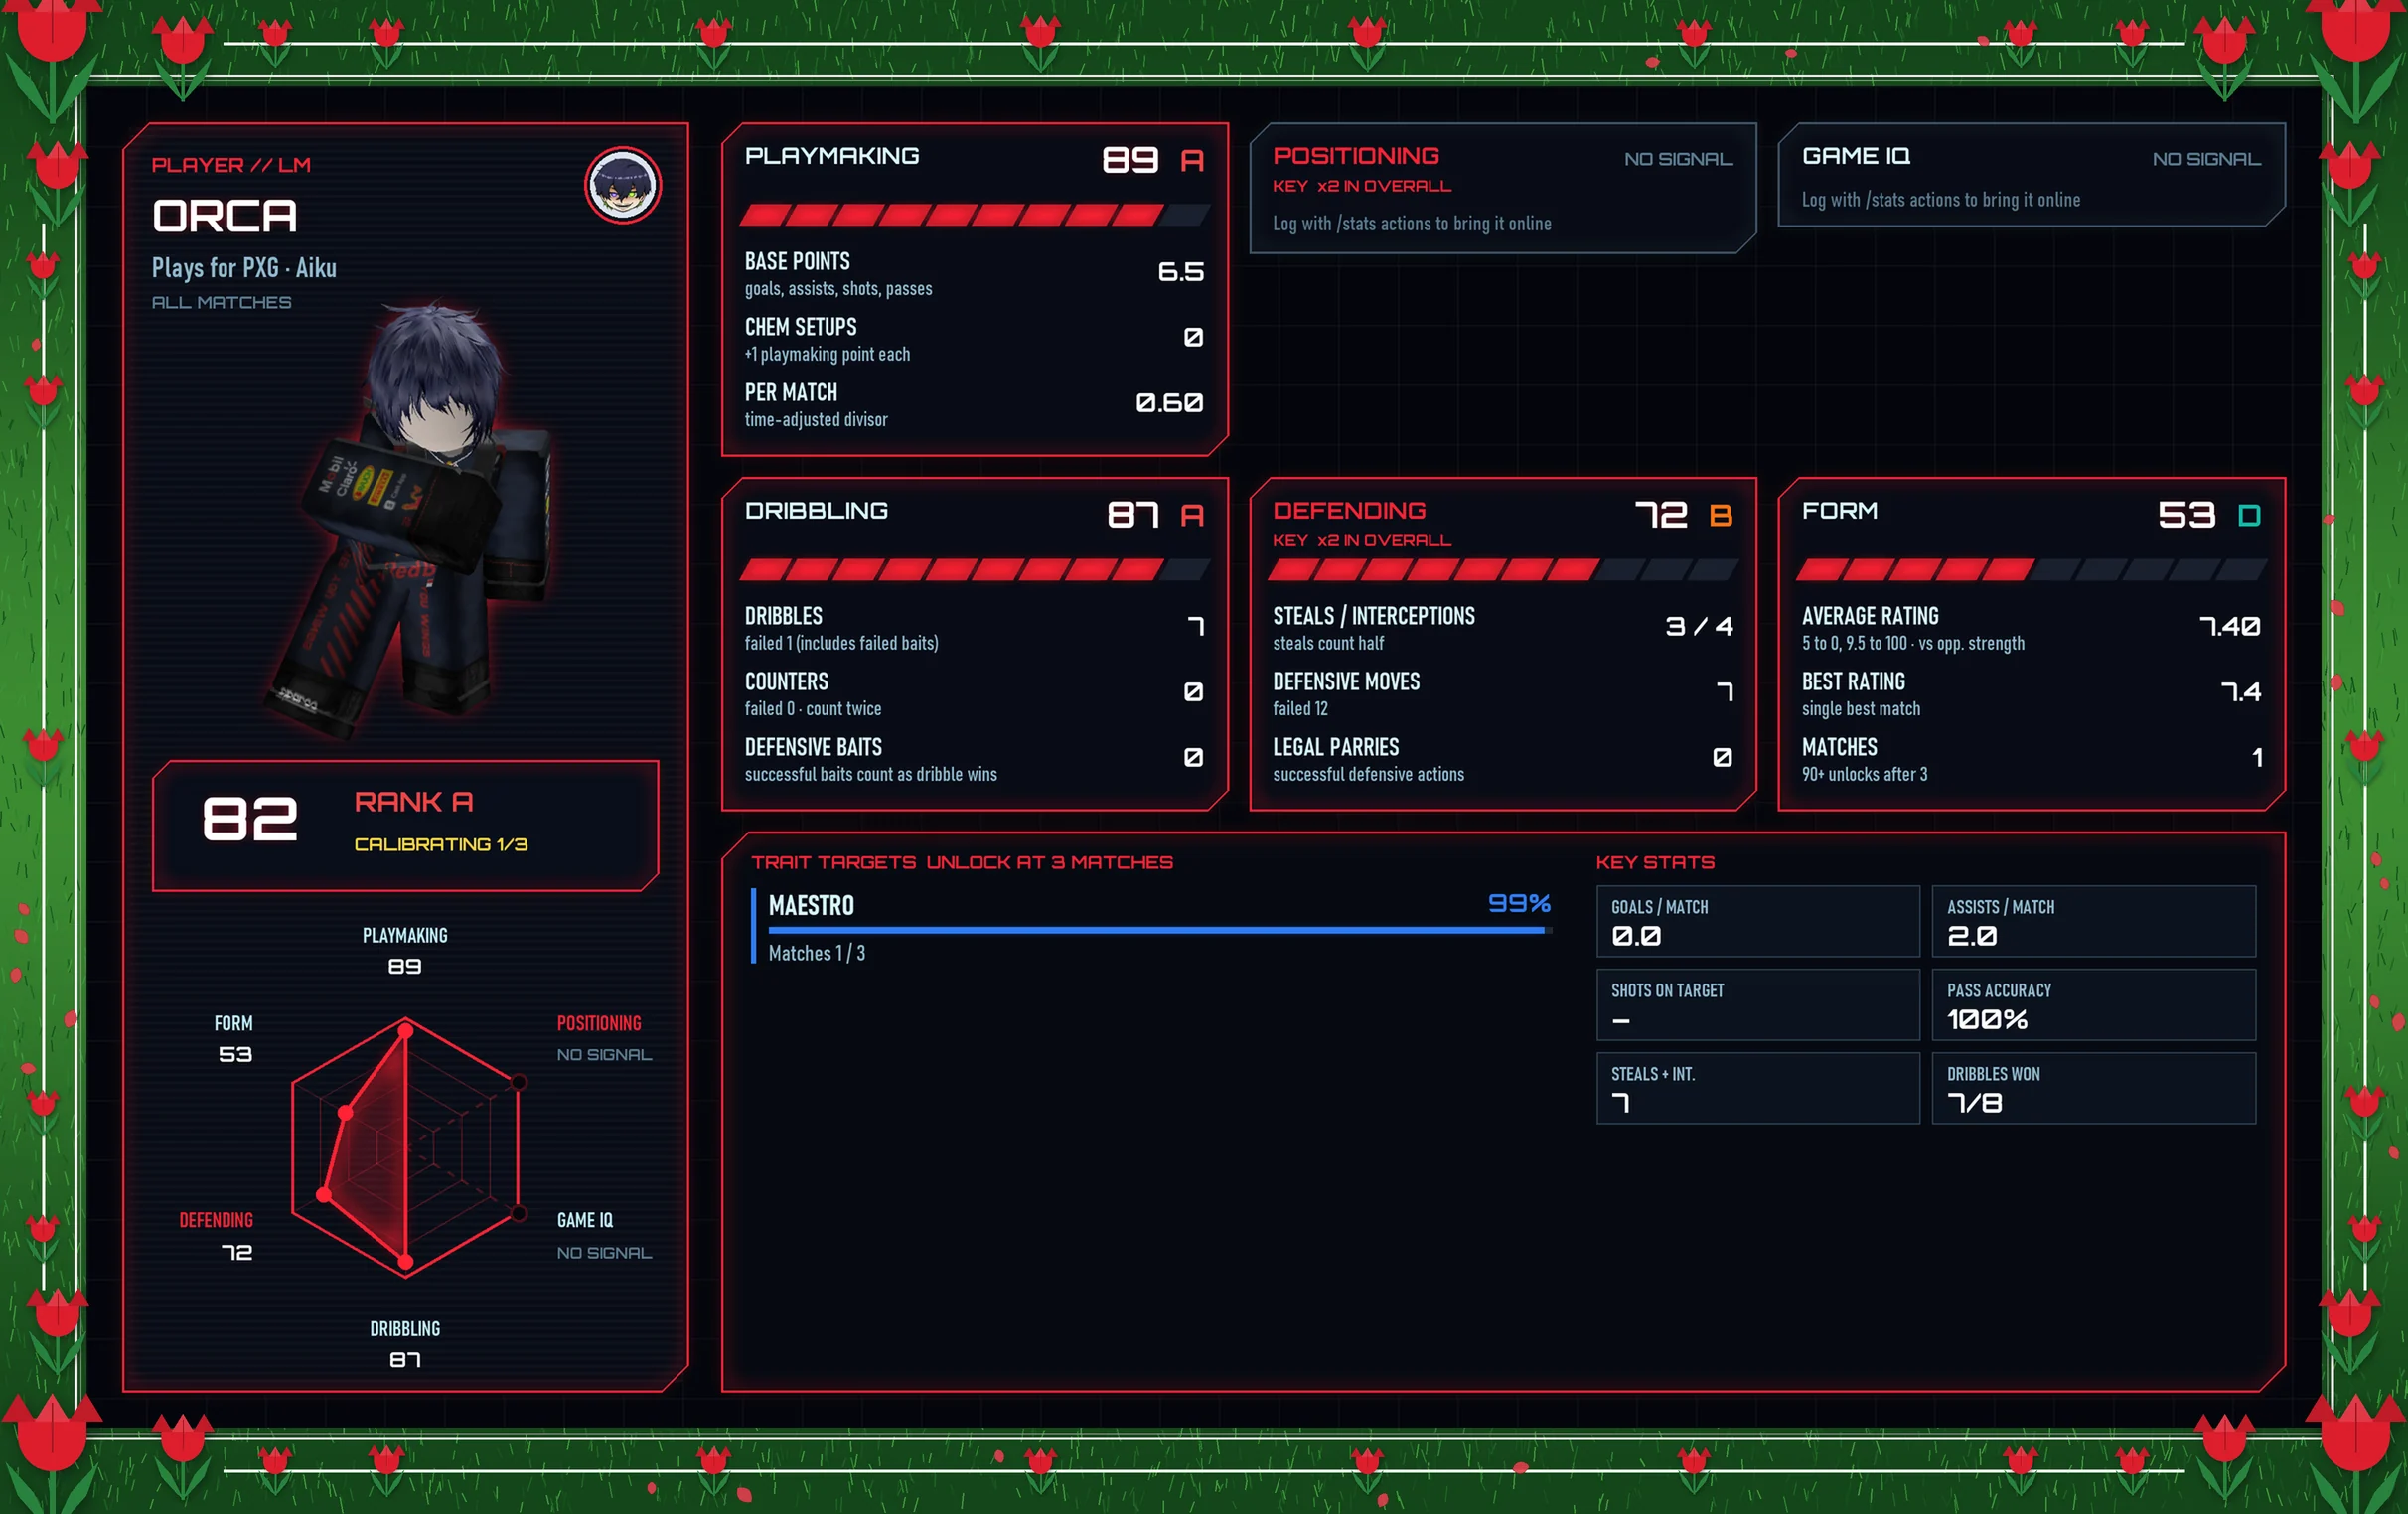 PLAYER // LM
ORCA
Plays for PXG · Aiku
ALL MATCHES
Mobil
Claro
82
RANK A
CALIBRATING 1/3
PLAYMAKING
89
FORM
53
POSITIONING
NO SIGNAL
DEFENDING
72
GAME IQ
NO SIGNAL
DRIBBLING
87
PLAYMAKING
89 A
BASE POINTS
6.5
goals, assists, shots, passes
CHEM SETUPS
0
+1 playmaking point each
PER MATCH
0.60
time-adjusted divisor
POSITIONING
NO SIGNAL
KEY x2 IN OVERALL
Log with /stats actions to bring it online
GAME IQ
NO SIGNAL
Log with /stats actions to bring it online
DRIBBLING
87 A
DRIBBLES
7
failed 1 (includes failed baits)
COUNTERS
0
failed 0 · count twice
DEFENSIVE BAITS
0
successful baits count as dribble wins
DEFENDING
72 B
KEY x2 IN OVERALL
STEALS / INTERCEPTIONS
3 / 4
steals count half
DEFENSIVE MOVES
7
failed 12
LEGAL PARRIES
0
successful defensive actions
FORM
53 D
AVERAGE RATING
7.40
5 to 0, 9.5 to 100 · vs opp. strength
BEST RATING
7.4
single best match
MATCHES
1
90+ unlocks after 3
TRAIT TARGETS UNLOCK AT 3 MATCHES
MAESTRO
99%
Matches 1 / 3
KEY STATS
GOALS / MATCH
0.0
ASSISTS / MATCH
2.0
SHOTS ON TARGET
–
PASS ACCURACY
100%
STEALS + INT.
7
DRIBBLES WON
7/8